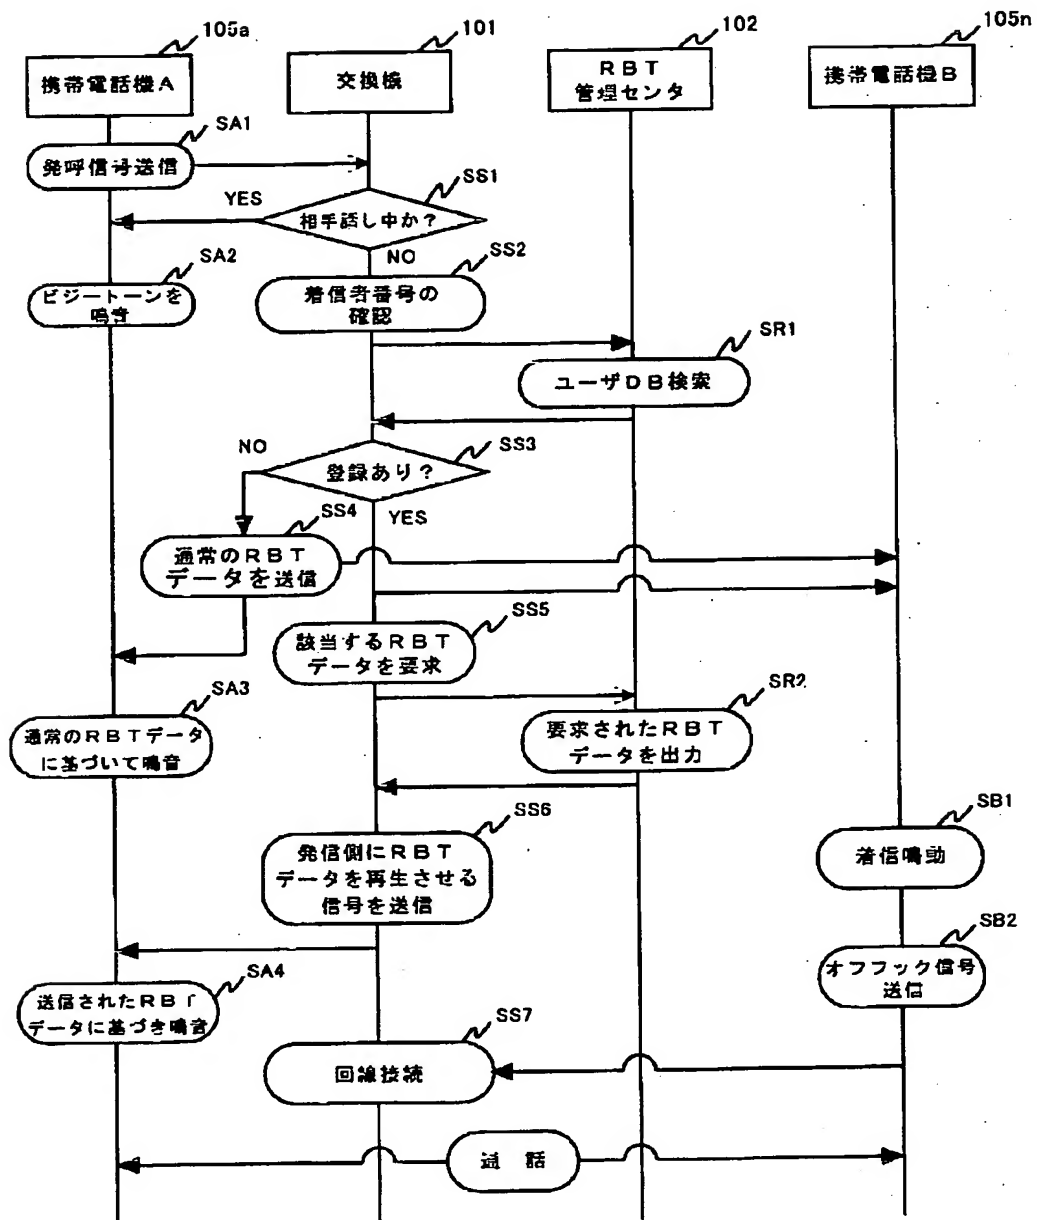 105a
101
102
105n
携帯電話機A
交換機
RBT
管理センタ
携帯電話機B
SA1
発呼信号送信
SS1
YES
相手話し中か？
NO
SA2
SS2
ビジートーンを
鳴音
着信者番号の
確認
SR1
ユーザDB検索
NO
SS3
登録あり？
YES
SS4
通常のRBT
データを送信
SS5
該当するRBT
データを要求
SA3
SR2
通常のRBTデータ
に基づいて鳴音
要求されたRBT
データを出力
SS6
SB1
発信側にRBT
データを再生させる
信号を送信
着信鳴動
SB2
SA4
オフフック信号
送信
送信されたRBT
データに基づき鳴音
SS7
回線接続
通話